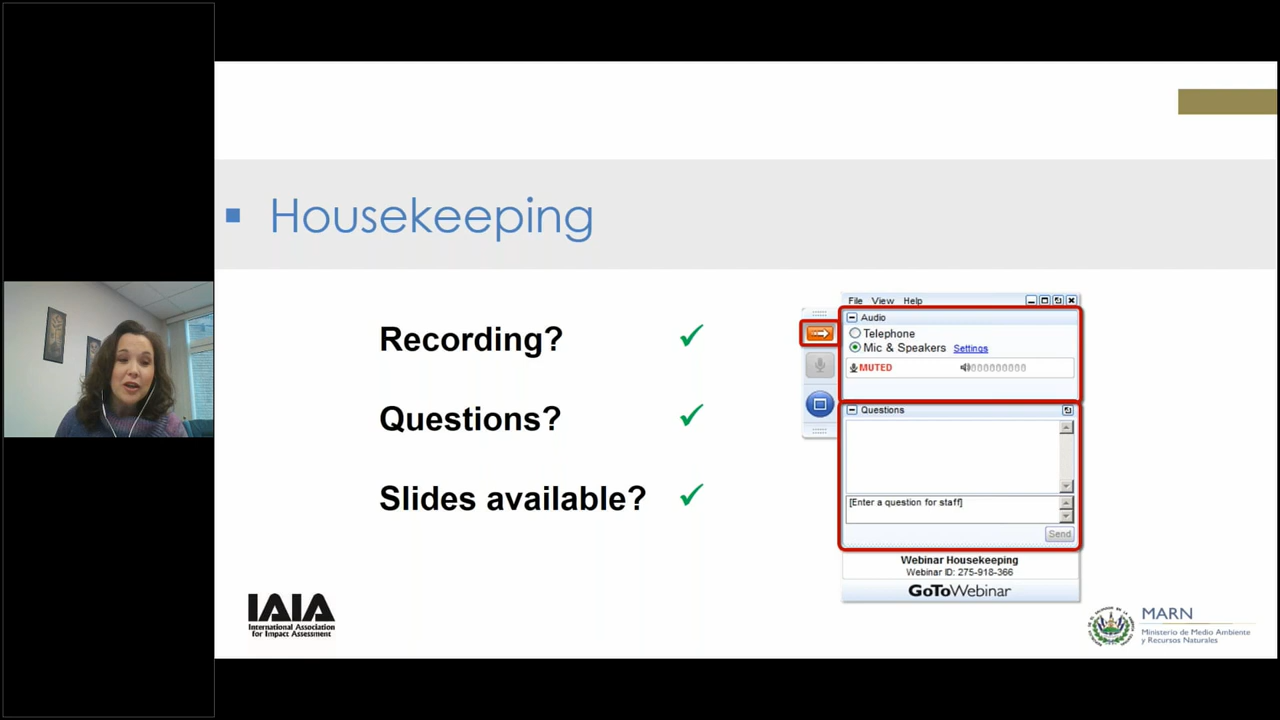 Housekeeping
Recording?
Questions?
Slides available?
File View Help
Audio
Telephone
Mic & Speakers Settings
MUTED
000000000
Questions
[Enter a question for staff]
Send
Webinar Housekeeping
Webinar ID: 275-918-366
GoToWebinar
IAIA
International Association
for Impact Assessment
MARN
Ministerio de Medio Ambiente
y Recursos Naturales